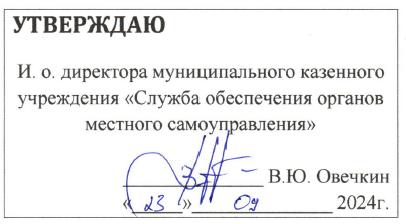 УТВЕРЖДАЮ
И. о. директора муниципального казенного
учреждения «Служба обеспечения органов
местного самоуправления»
В.Ю. Овечкин
« 23 » 09 2024г.